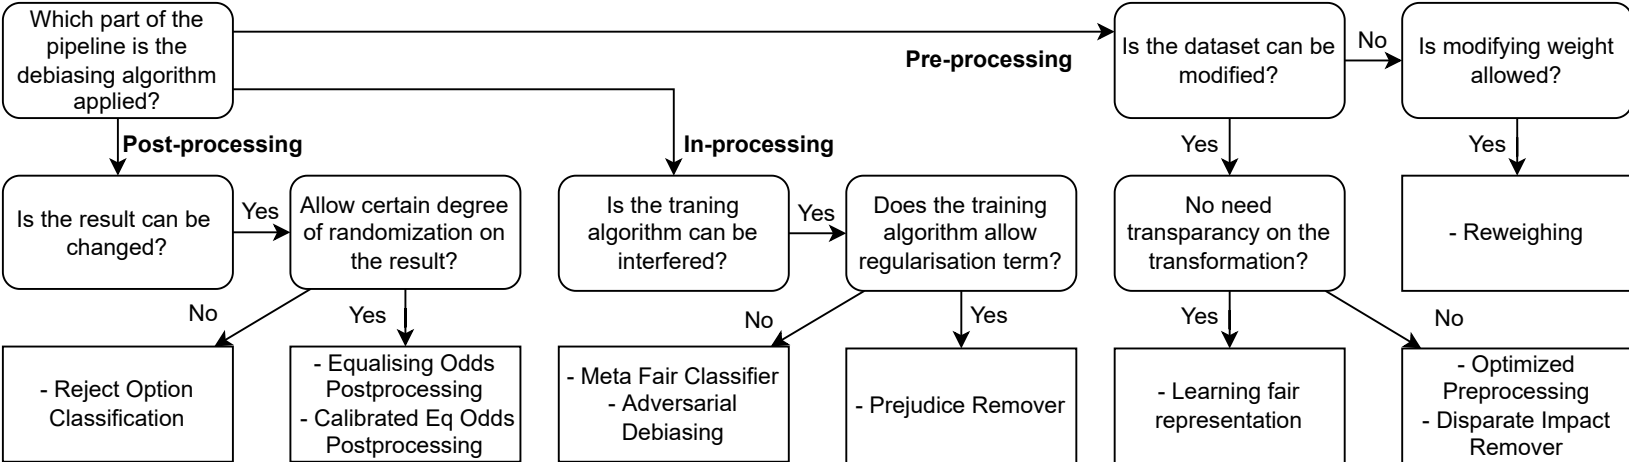 Which part of the
pipeline is the
debiasing algorithm
applied?
Pre-processing
Is the dataset can be
modified?
No
Is modifying weight
allowed?
Post-processing
In-processing
Yes
Yes
Is the result can be
changed?
Yes
Allow certain degree
of randomization on
the result?
Is the traning
algorithm can be
interfered?
Yes
Does the training
algorithm allow
regularisation term?
No need
transparancy on the
transformation?
- Reweighing
No
Yes
No
Yes
Yes
No
- Reject Option
Classification
- Equalising Odds
Postprocessing
- Calibrated Eq Odds
Postprocessing
- Meta Fair Classifier
- Adversarial
Debiasing
- Prejudice Remover
- Learning fair
representation
- Optimized
Preprocessing
- Disparate Impact
Remover